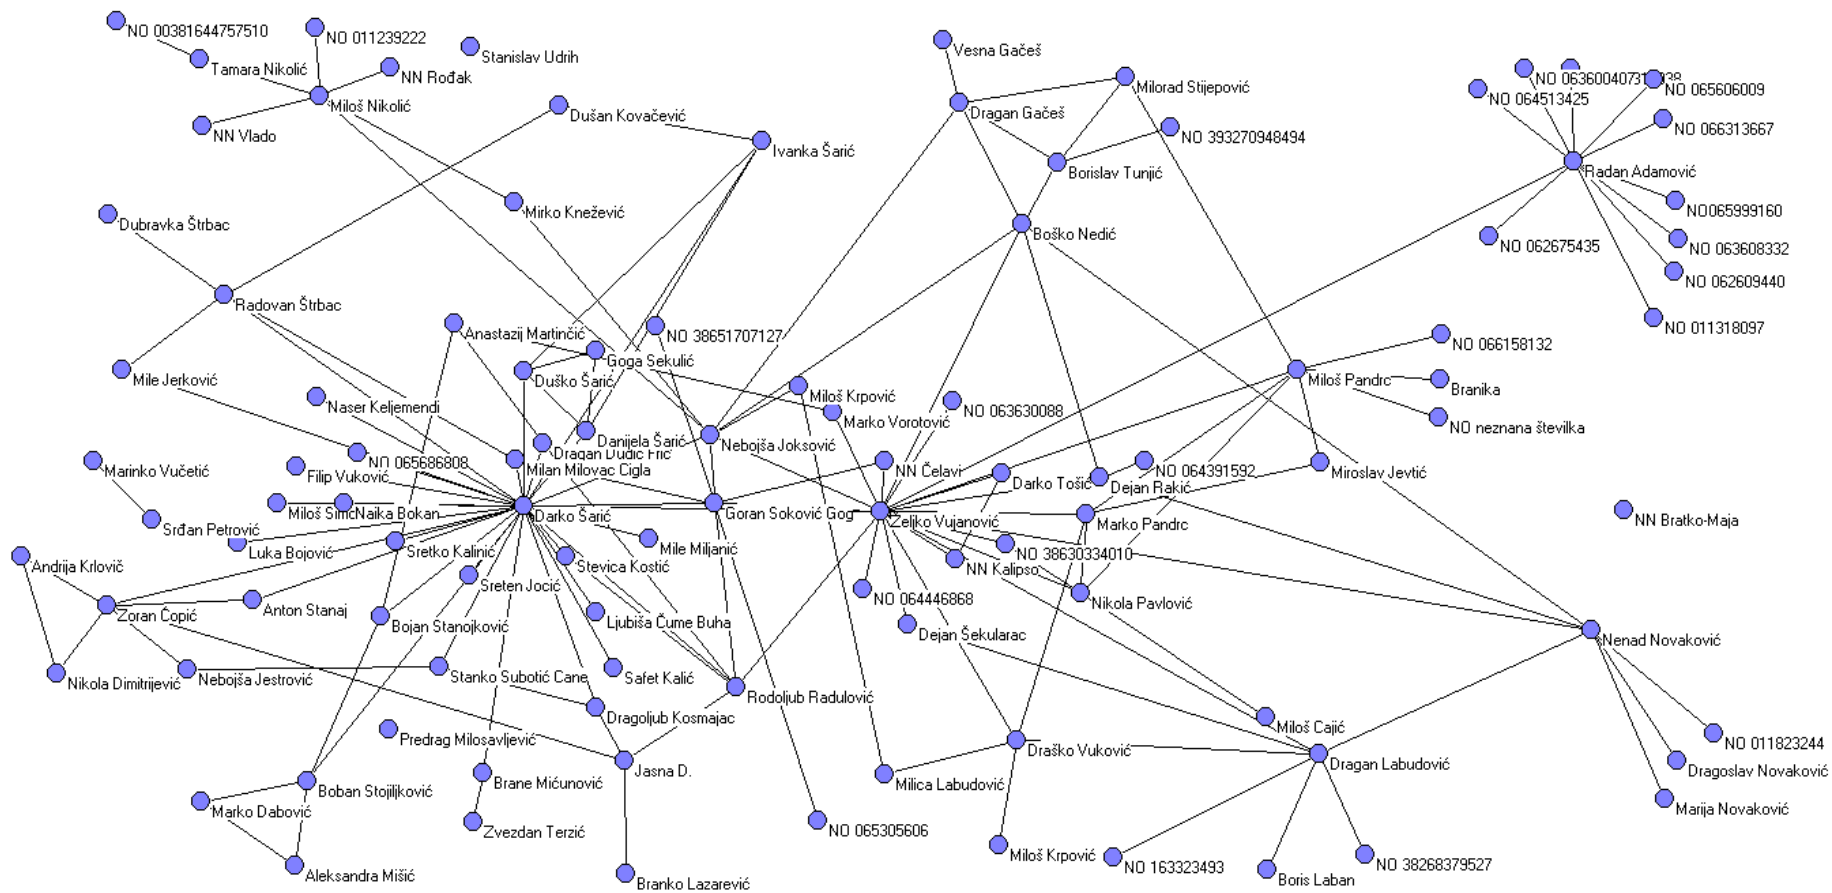 NO 00381644757510
NO 011239222
Stanislav Udrih
Tamara Nikolić
NN Rođak
Miloš Nikolić
NN Vlado
Dušan Kovačević
Ivanka Šarić
Vesna Gačeš
Milorad Stijepović
Dragan Gačeš
NO 393270948494
Borislav Tunjić
NO 065606009
NO 064513425
NO 066313667
Radan Adamović
NO065999160
NO 063608332
NO 062675435
NO 062609440
NO 011318097
Mirko Knežević
Dubravka Štrbac
Boško Nedić
Radovan Štrbac
Anastazij Martinčić
NO 38651707127
Goga Sekulić
Duško Šarić
Mile Jerković
Miloš Krpović
Marko Vorotović
NO 063630088
Miloš Pandrc
NO 066158132
Branika
NO neznana številka
Naser Keljemendi
Danijela Šarić
Dragan Dudić Fric
Nebojša Joksović
NO 065686808
Milan Milovac Cigla
Marinko Vučetić
Filip Vuković
NN Čelavi
Darko Tošić
NO 064391592
Dejan Rakić
Miroslav Jevtić
Naika Bokan
Darko Šarić
Goran Soković Gog
Željko Vujanović
Marko Pandrc
NN Bratko-Maja
Srđan Petrović
Luka Bojović
Sretko Kalinić
Mile Miljanić
NO 38630334010
NN Kalipso
Andrija Krlovič
Sreten Jocić
Stevica Kostić
NO 064446868
Nikola Pavlović
Zoran Ćopić
Anton Stanaj
Bojan Stanojković
Ljubiša Čume Buha
Dejan Šekularac
Nenad Novaković
Nikola Dimitrijević
Nebojša Jestrović
Stanko Subotić Cane
Safet Kalić
Rodoljub Radulović
Dragoljub Kosmajac
Miloš Cajić
Predrag Milosavljević
NO 011823244
Draško Vuković
Dragan Labudović
Dragoslav Novaković
Jasna D.
Boban Stojiljković
Brane Mićunović
Milica Labudović
Marko Dabović
Marija Novaković
Zvezdan Terzić
NO 065305606
Miloš Krpović
NO 163323493
NO 38268379527
Aleksandra Mišić
Branko Lazarević
Boris Laban